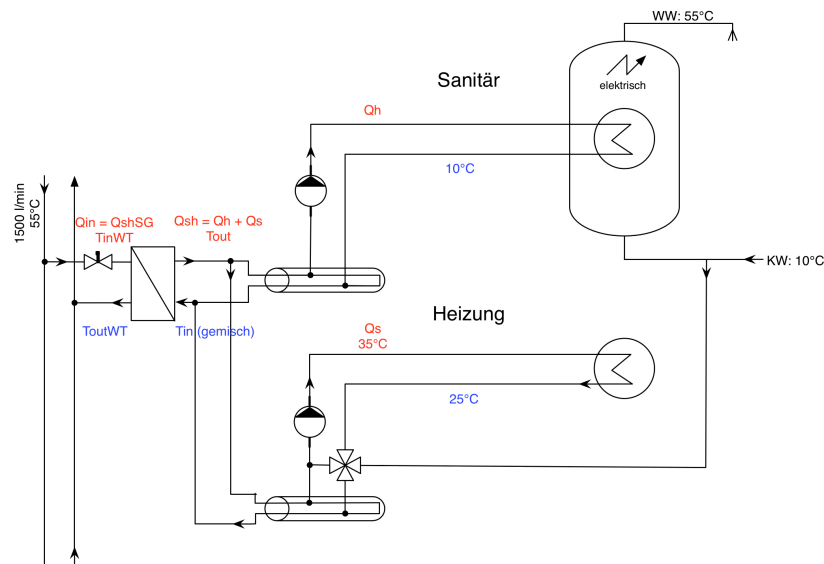 WW: 55°C
elektrisch
Sanitär
Qh
10°C
1500 l/min
55°C
Qin = QshSG
TinWT
Qsh = Qh + Qs
Tout
KW: 10°C
ToutWT
Tin (gemisch)
Heizung
Qs
35°C
25°C